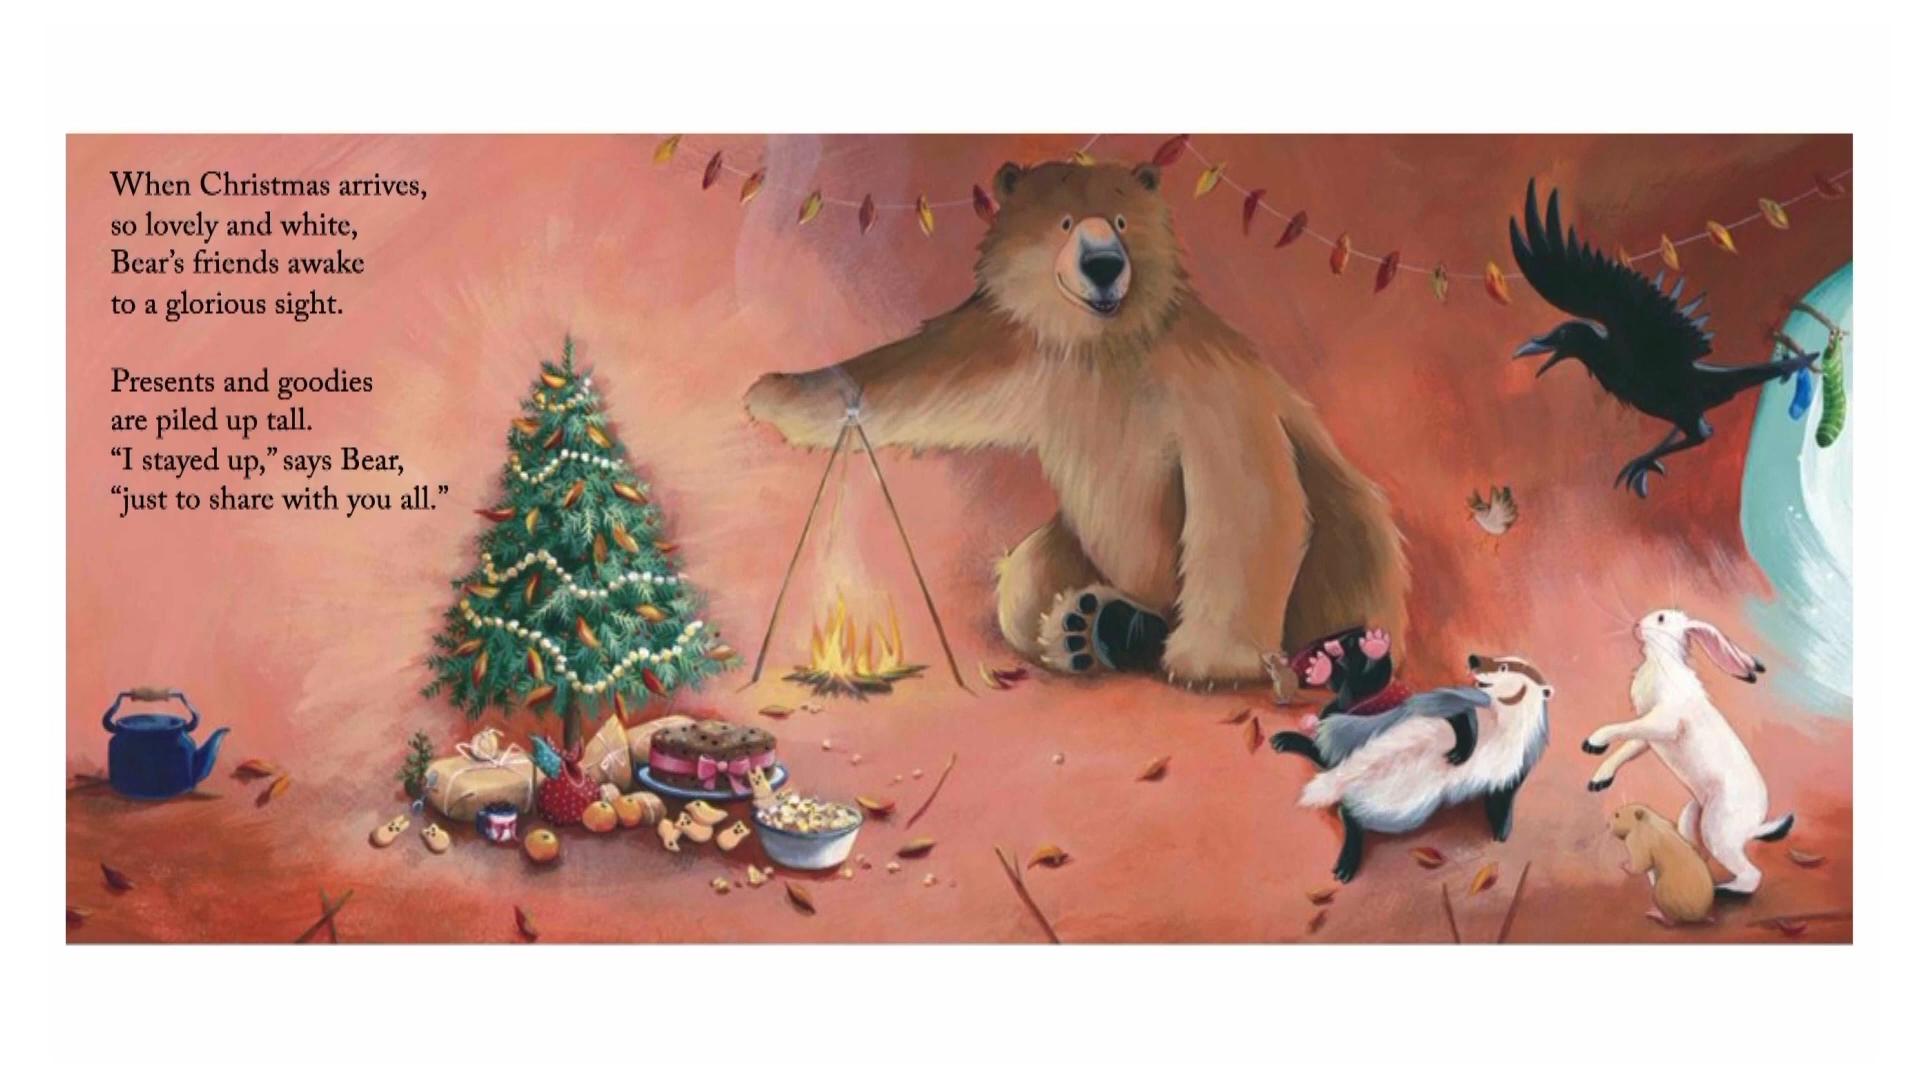 When Christmas arrives,
so lovely and white,
Bear’s friends awake
to a glorious sight.
Presents and goodies
are piled up tall.
“I stayed up,” says Bear,
“just to share with you all.”